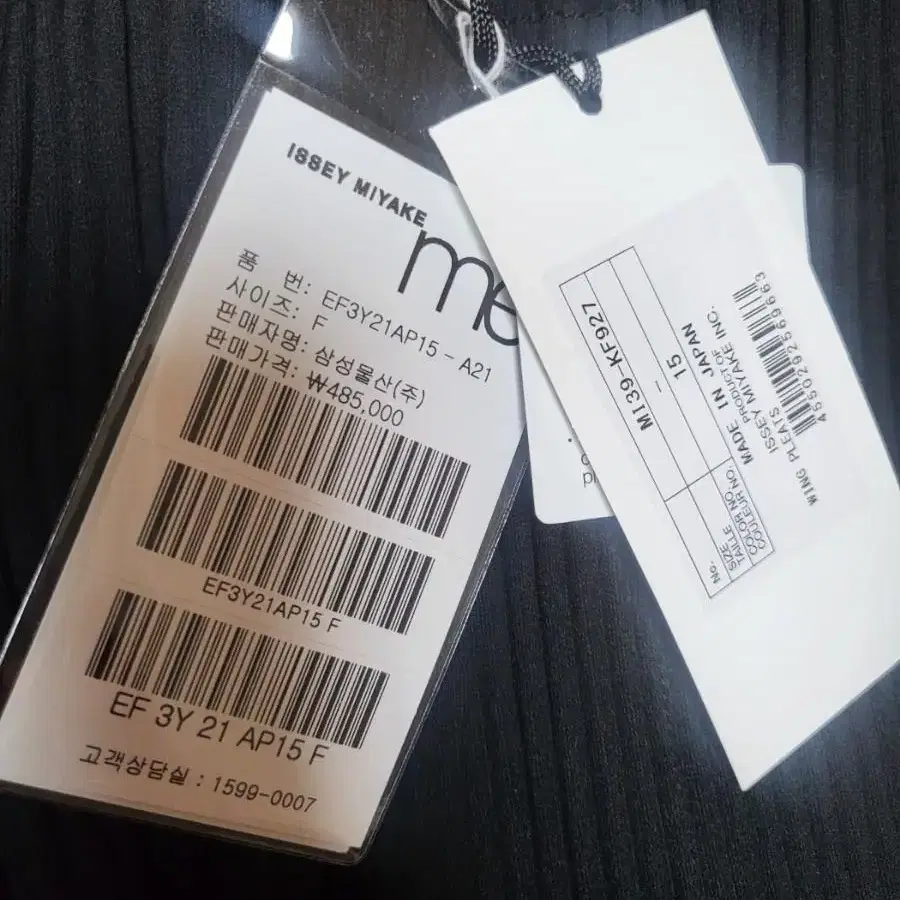 ISSEY MIYAKE
me
품 번: EF3Y21AP15 - A21
사이즈: F
판매자명: 삼성물산(주)
판매가격: ₩485,000
EF3Y21AP15 F
EF 3Y 21 AP15 F
고객상담실 : 1599-0007
No. MI39-KF927
SIZE
TAILLE -
COLOR NO.
COULEUR NO. 15
MADE IN JAPAN
PRODUCT OF
ISSEY MIYAKE INC.
WING PLEATS
4550292569663